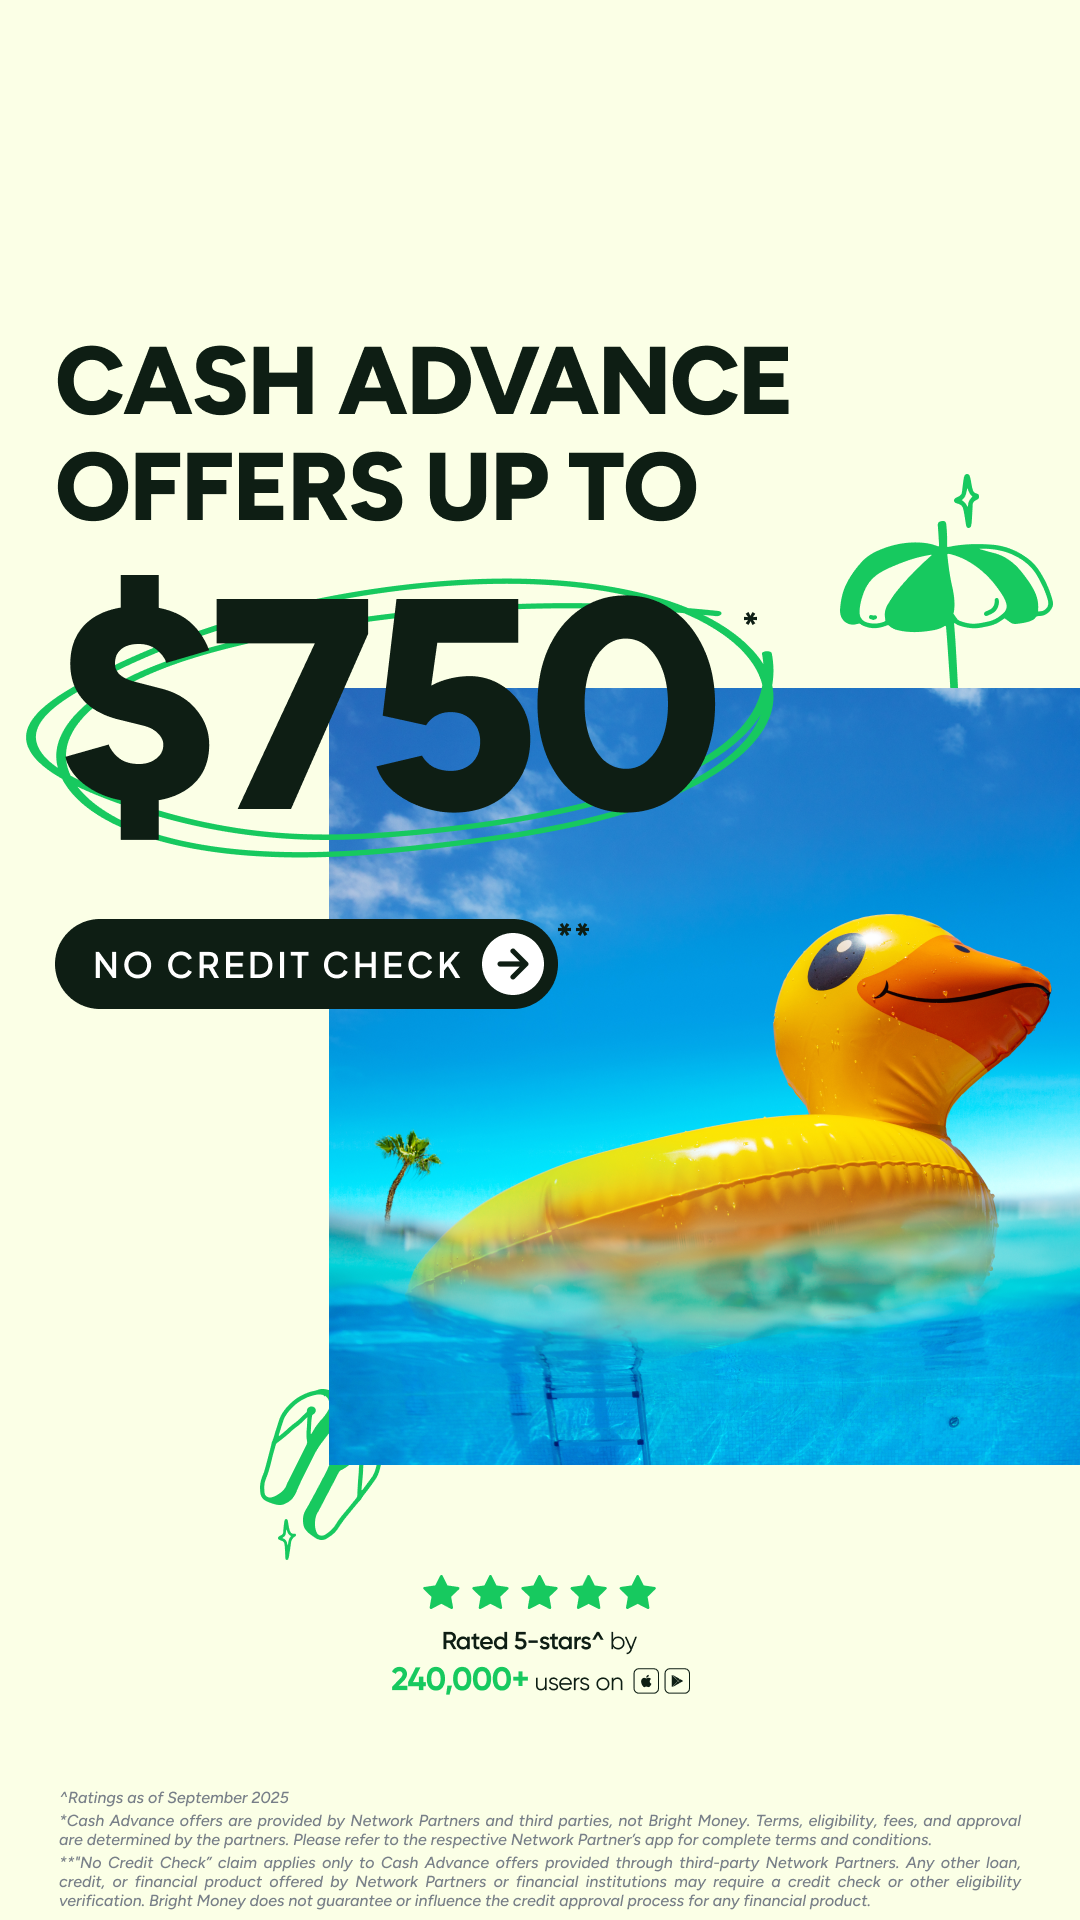 CASH ADVANCE
OFFERS UP TO
$750*
NO CREDIT CHECK**
Rated 5-stars^ by
240,000+ users on
^Ratings as of September 2025
*Cash Advance offers are provided by Network Partners and third parties, not Bright Money. Terms, eligibility, fees, and approval
are determined by the partners. Please refer to the respective Network Partner’s app for complete terms and conditions.
**"No Credit Check” claim applies only to Cash Advance offers provided through third-party Network Partners. Any other loan,
credit, or financial product offered by Network Partners or financial institutions may require a credit check or other eligibility
verification. Bright Money does not guarantee or influence the credit approval process for any financial product.